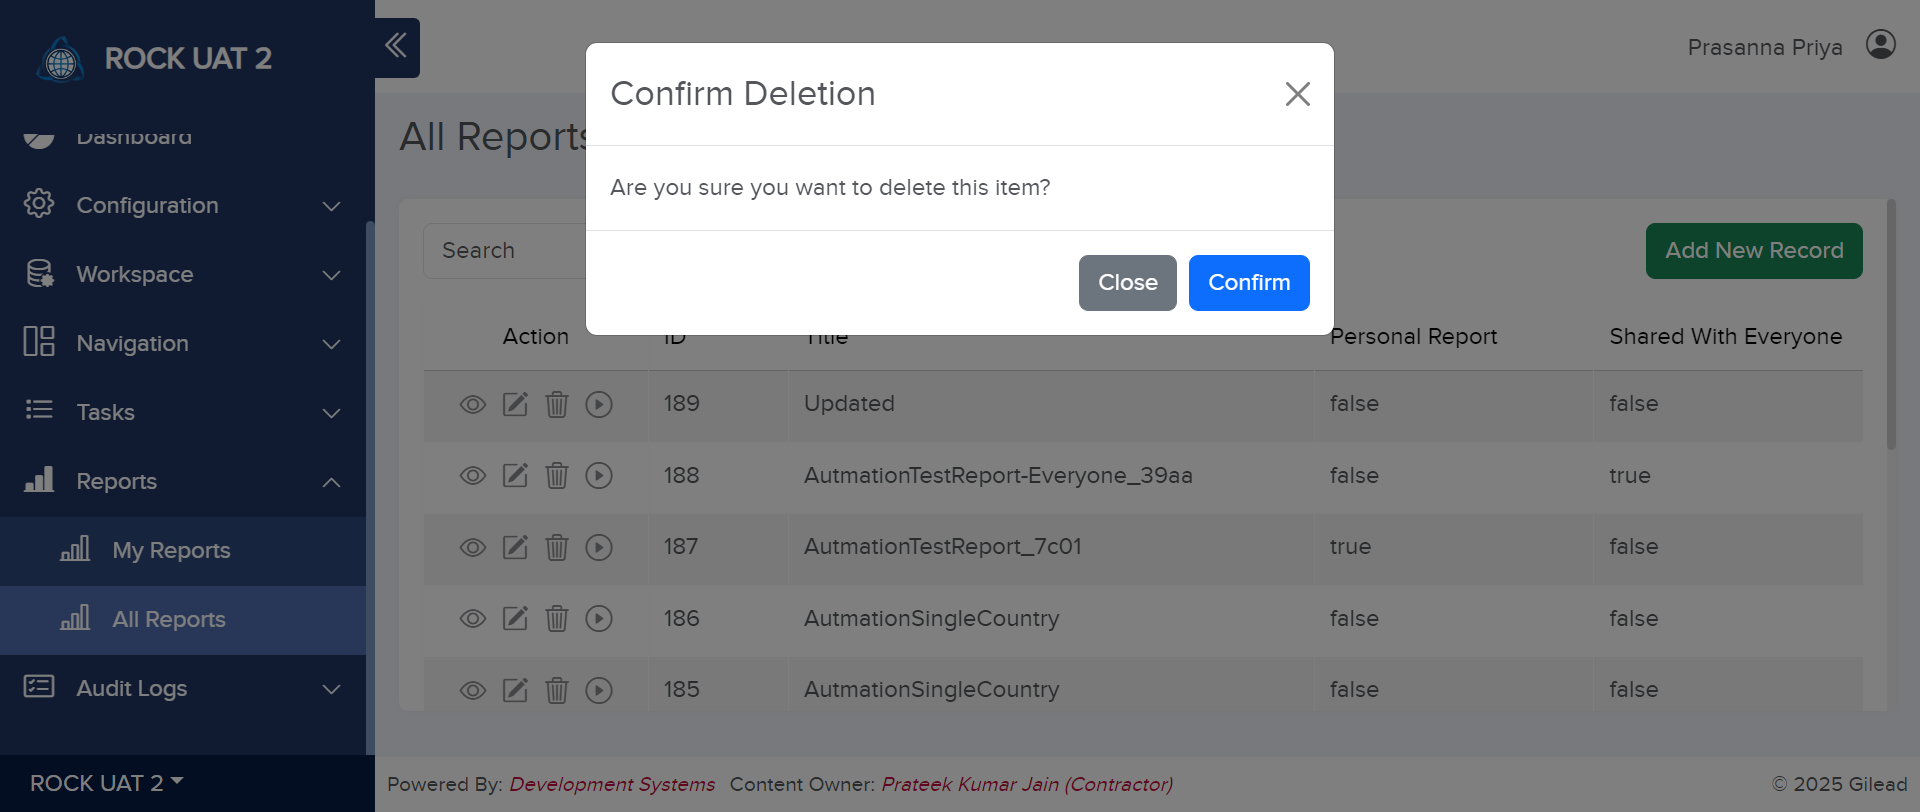 ROCK UAT 2
Dashboard
Configuration
Workspace
Navigation
Tasks
Reports
My Reports
All Reports
Audit Logs
ROCK UAT 2
Prasanna Priya
All Reports
Confirm Deletion
Are you sure you want to delete this item?
Close Confirm
Search
Add New Record
Action ID Title Personal Report Shared With Everyone
189 Updated false false
188 AutmationTestReport-Everyone_39aa false true
187 AutmationTestReport_7c01 true false
186 AutmationSingleCountry false false
185 AutmationSingleCountry false false
Powered By: Development Systems Content Owner: Prateek Kumar Jain (Contractor)
© 2025 Gilead